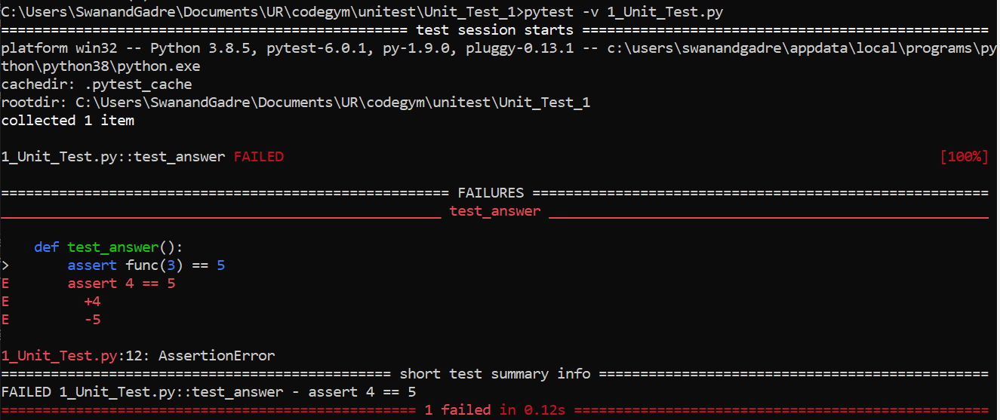 C:\Users\SwanandGadre\Documents\UR\codegym\unitest\Unit_Test_1>pytest -v 1_Unit_Test.py
================================================= test session starts =================================================
platform win32 -- Python 3.8.5, pytest-6.0.1, py-1.9.0, pluggy-0.13.1 -- c:\users\swanandgadre\appdata\local\programs\py
thon\python38\python.exe
cachedir: .pytest_cache
rootdir: C:\Users\SwanandGadre\Documents\UR\codegym\unitest\Unit_Test_1
collected 1 item
1_Unit_Test.py::test_answer FAILED [100%]
====================================================== FAILURES =======================================================
_____________________________________________________ test_answer _____________________________________________________
def test_answer():
> assert func(3) == 5
E assert 4 == 5
E +4
E -5
1_Unit_Test.py:12: AssertionError
=============================================== short test summary info ===============================================
FAILED 1_Unit_Test.py::test_answer - assert 4 == 5
================================================== 1 failed in 0.12s ==================================================